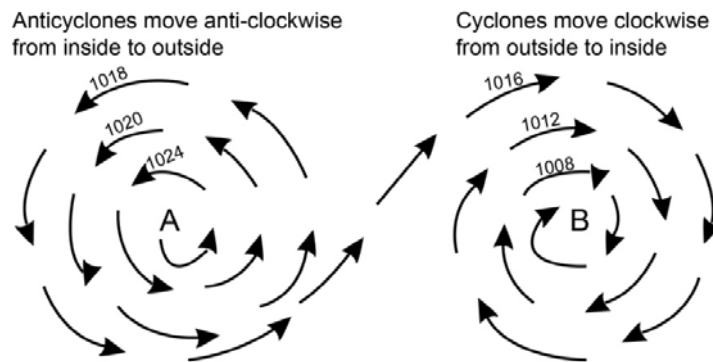 Anticyclones move anti-clockwise
from inside to outside
Cyclones move clockwise
from outside to inside
1018
1020
1024
A
1016
1012
1008
B